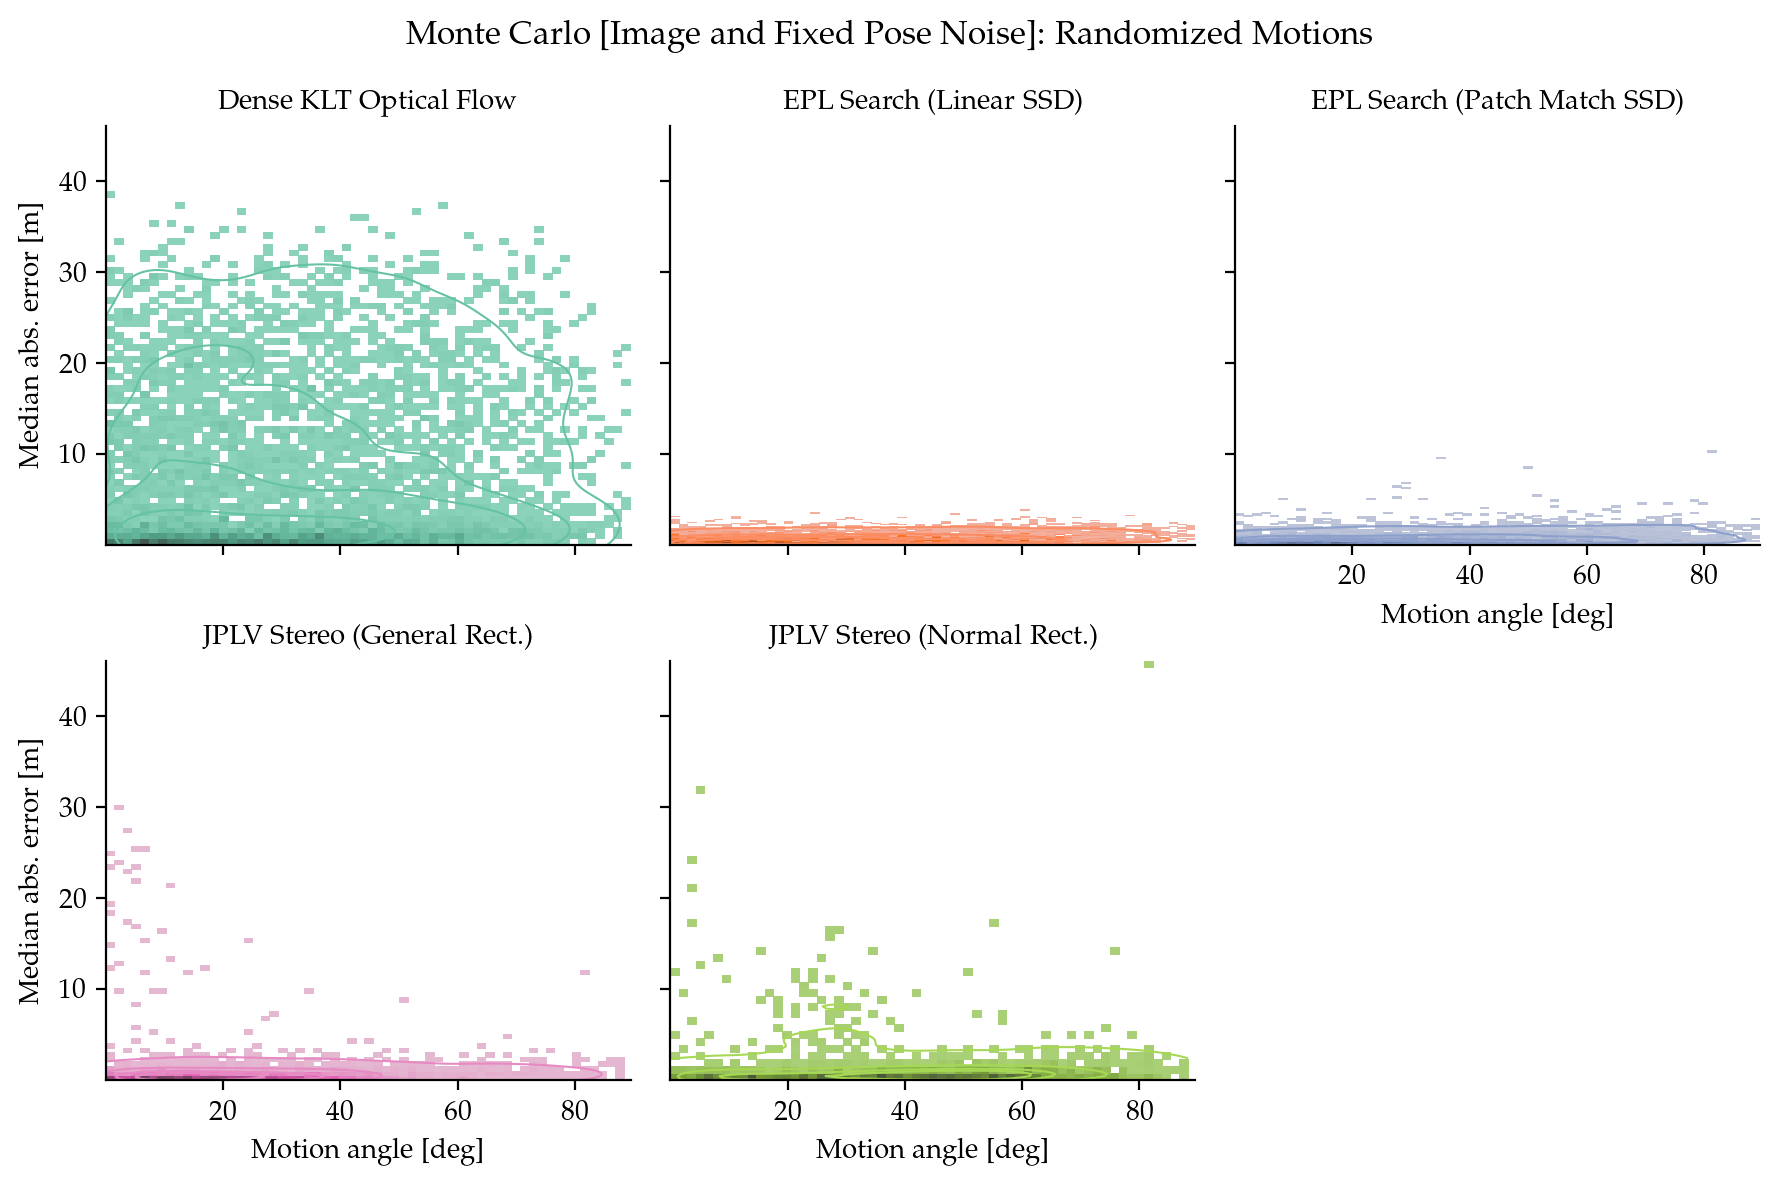 Monte Carlo [Image and Fixed Pose Noise]: Randomized Motions
Dense KLT Optical Flow
EPL Search (Linear SSD)
EPL Search (Patch Match SSD)
Median abs. error [m]
40
30
20
10
20
40
60
80
Motion angle [deg]
JPLV Stereo (General Rect.)
JPLV Stereo (Normal Rect.)
Median abs. error [m]
40
30
20
10
20
40
60
80
20
40
60
80
Motion angle [deg]
Motion angle [deg]